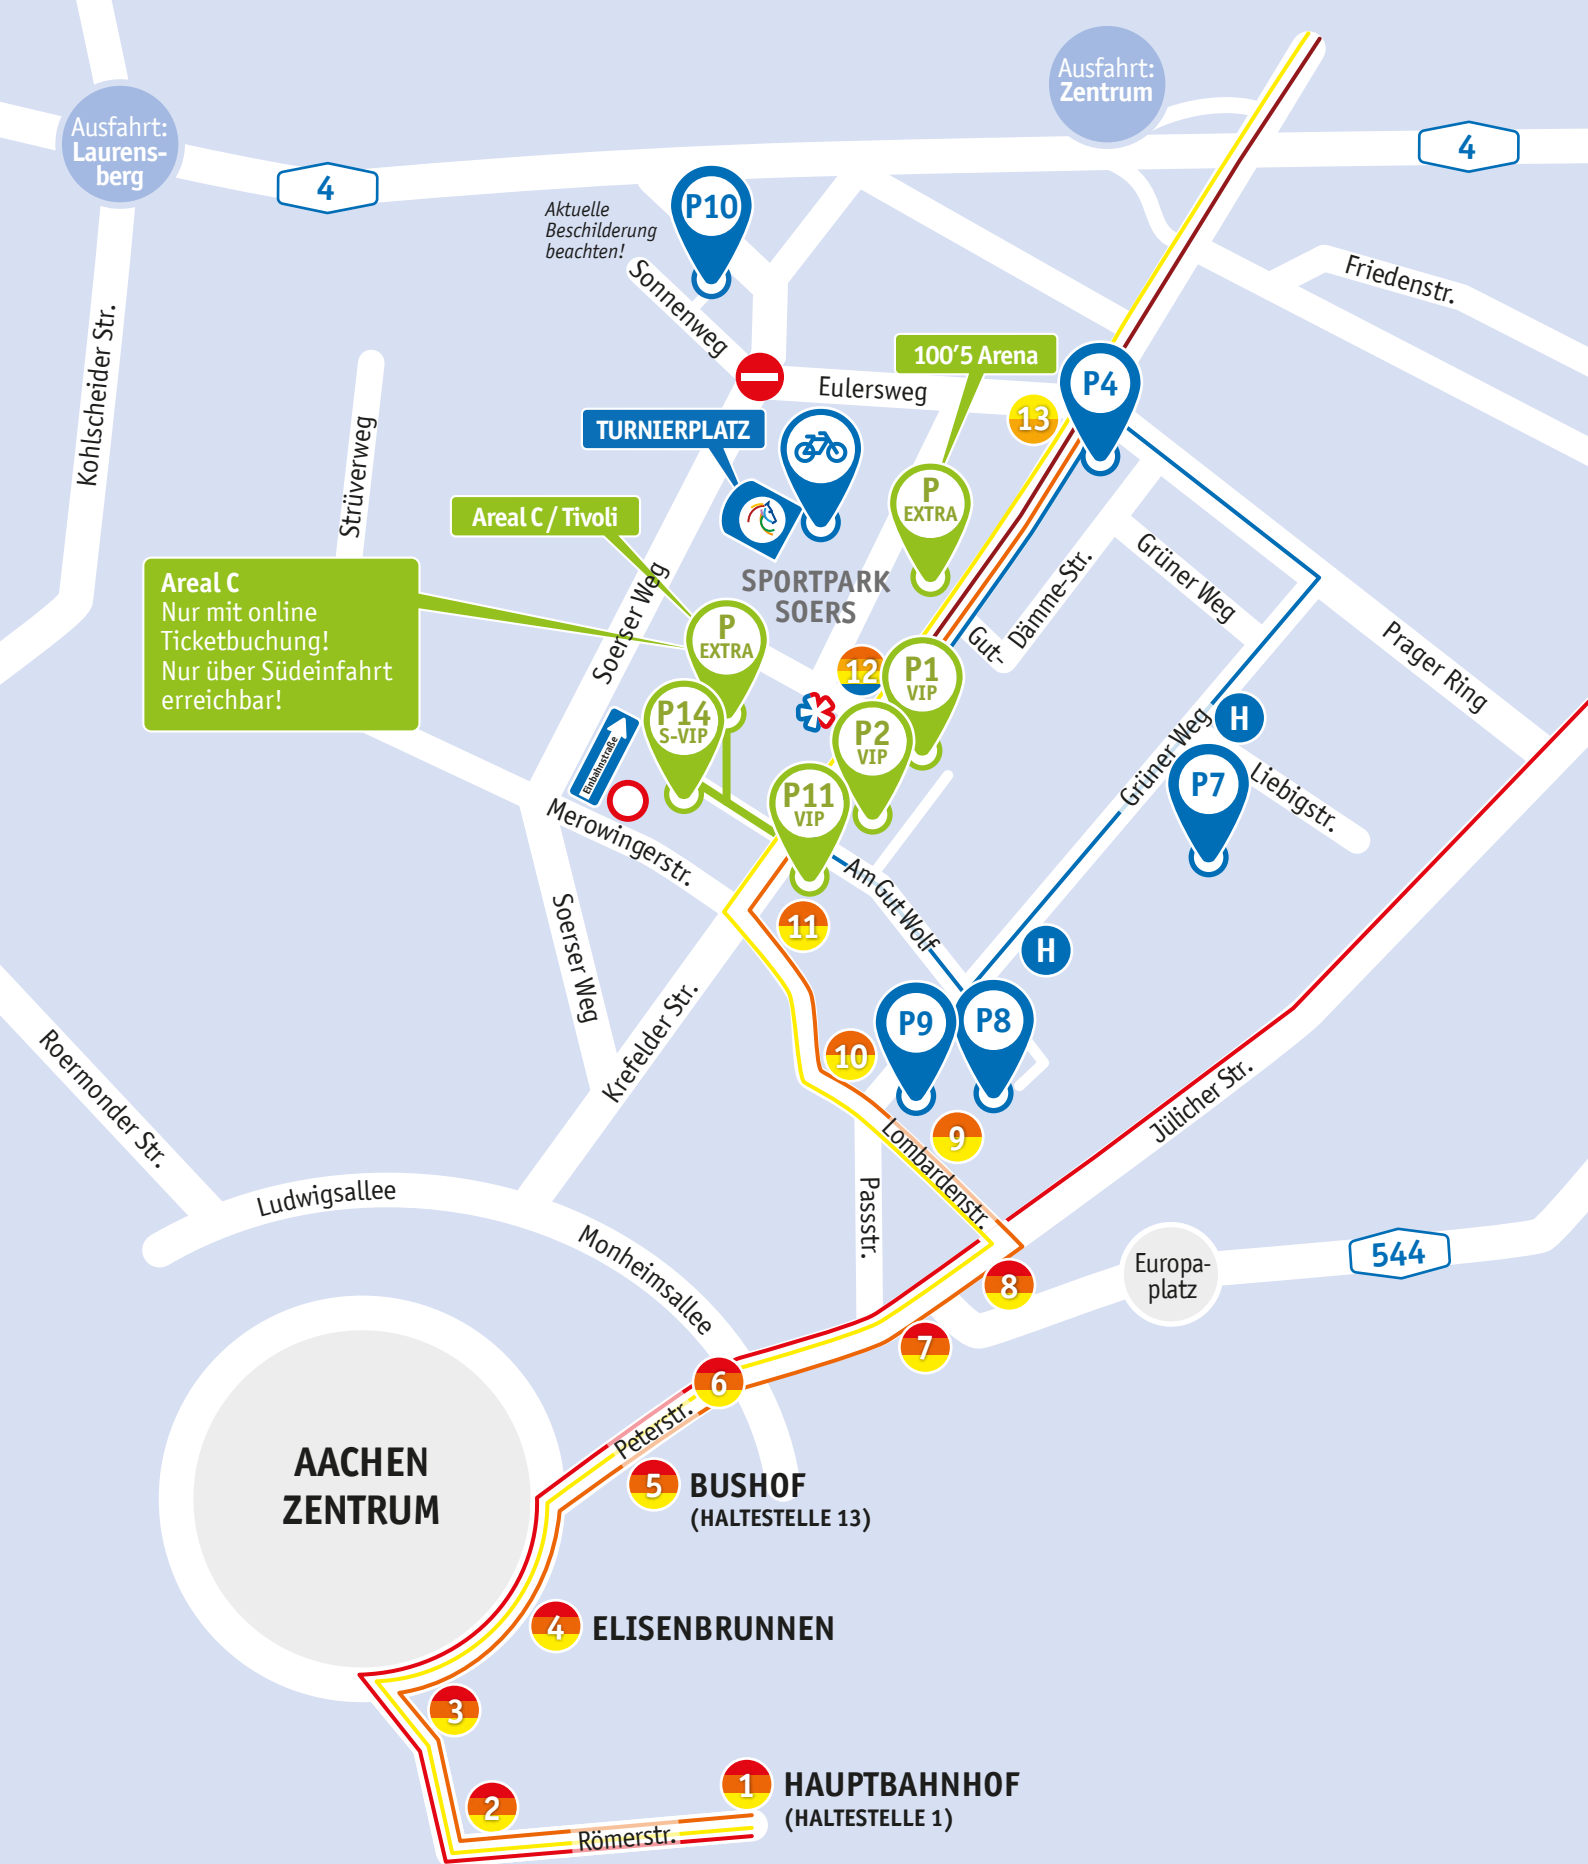 Ausfahrt:
Zentrum
Ausfahrt:
Laurens-
berg
4
4
P10
Aktuelle
Beschilderung
beachten!
Sonnenweg
Friedenstr.
Kohlscheider Str.
100’5 Arena
Eulersweg
P4
13
TURNIERPLATZ
Strüverweg
Areal C / Tivoli
P
EXTRA
Areal C
Nur mit online
Ticketbuchung!
Nur über Südeinfahrt
erreichbar!
Soerser Weg
SPORTPARK
SOERS
Gut-
Dämme-Str.
Grüner Weg
Prager Ring
P
EXTRA
12
P1
VIP
P14
S-VIP
P2
VIP
Einbahnstraße
H
Grüner Weg
P7
Liebigstr.
P11
VIP
Merowingerstr.
Am Gut Wolf
11
H
Soerser Weg
Krefelder Str.
P9
P8
10
Roermonder Str.
9
Lombardenstr.
Jülicher Str.
Passstr.
Ludwigsallee
Monheimsallee
Europa-
platz
544
8
7
6
Peterstr.
AACHEN
ZENTRUM
5
BUSHOF
(HALTESTELLE 13)
4
ELISENBRUNNEN
3
1
HAUPTBAHNHOF
(HALTESTELLE 1)
2
Römerstr.